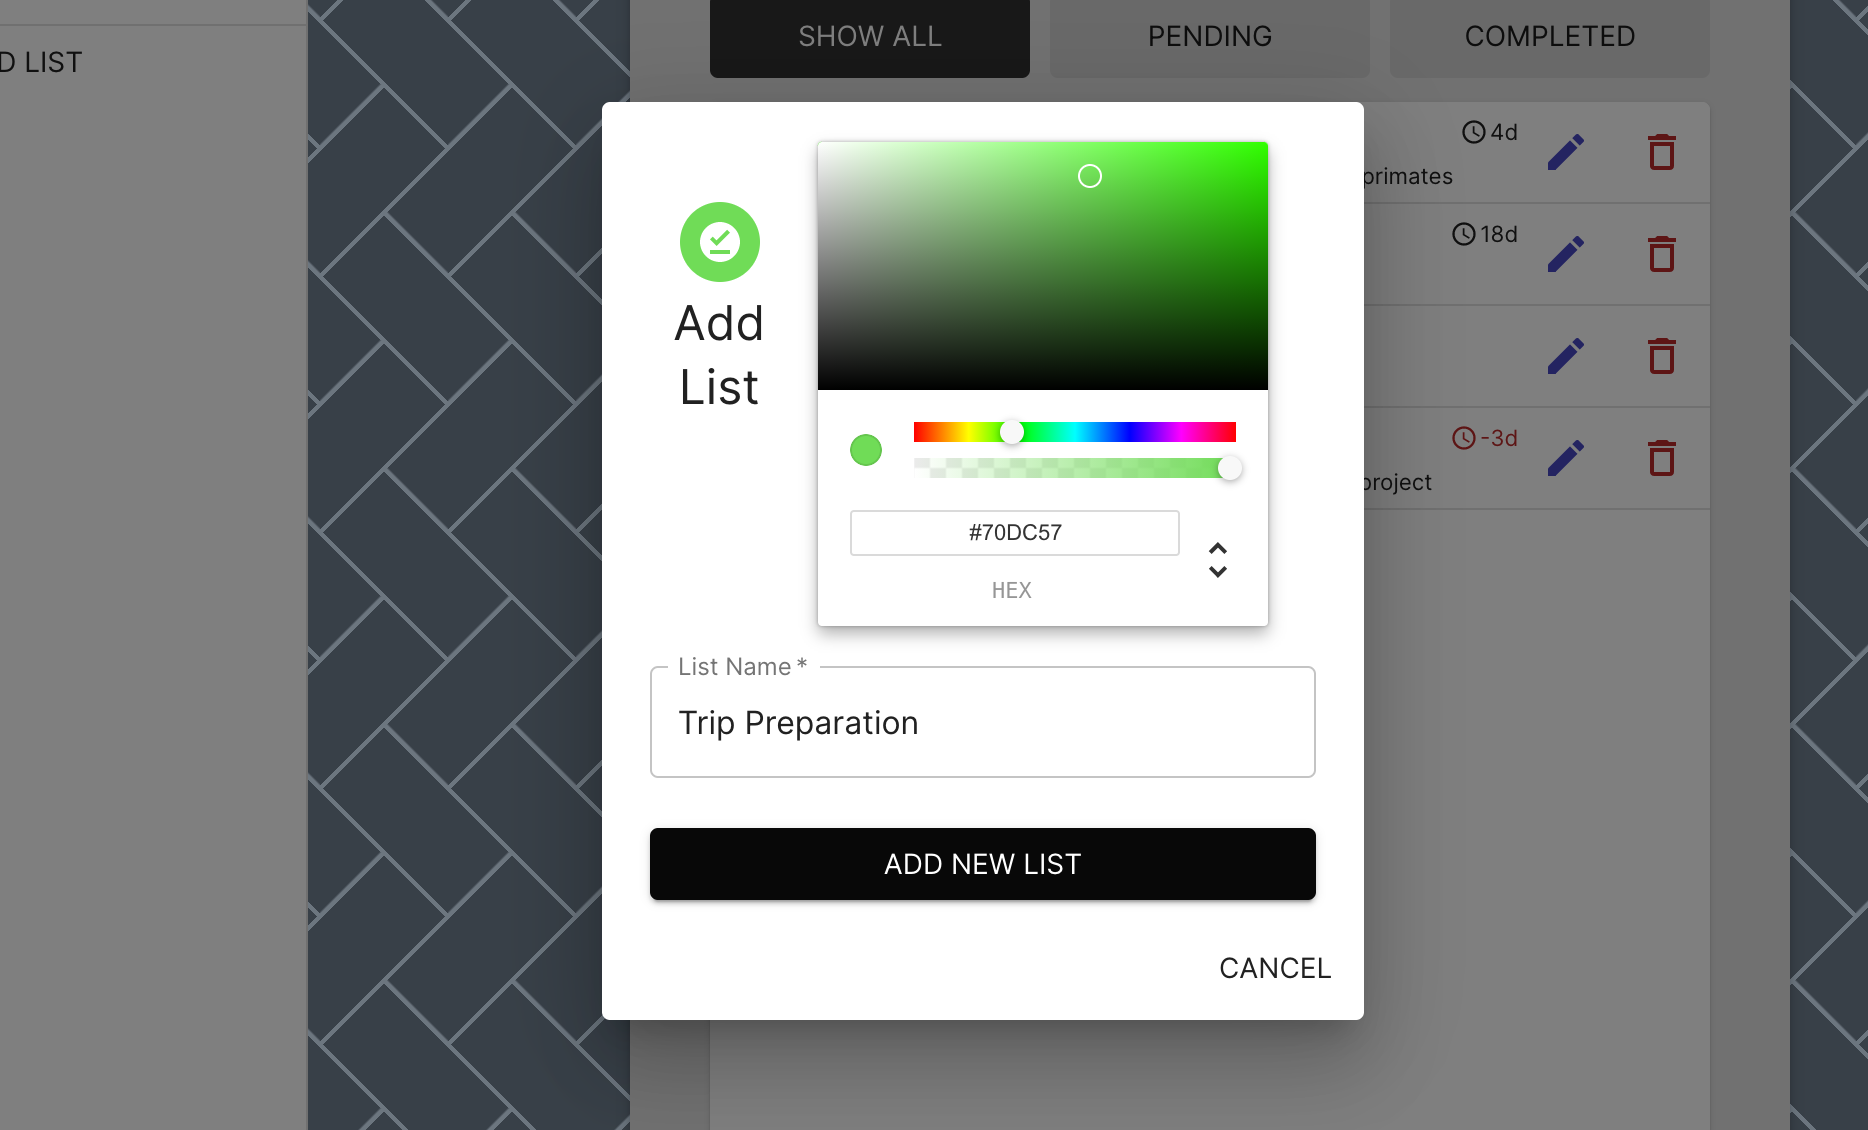 D LIST
SHOW ALL
PENDING
COMPLETED
4d
primates
18d
-3d
project
Add
List
#70DC57
HEX
List Name *
Trip Preparation
ADD NEW LIST
CANCEL